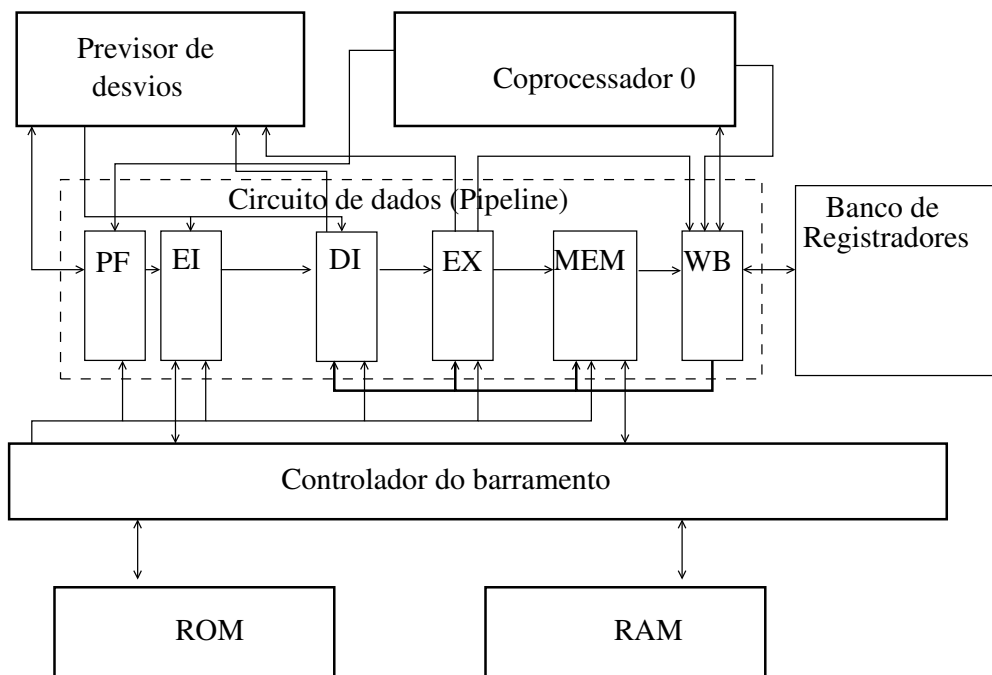 Previsor de
desvios
Coprocessador 0
Circuito de dados (Pipeline)
Banco de
Registradores
PF
EI
DI
EX
MEM
WB
Controlador do barramento
ROM
RAM